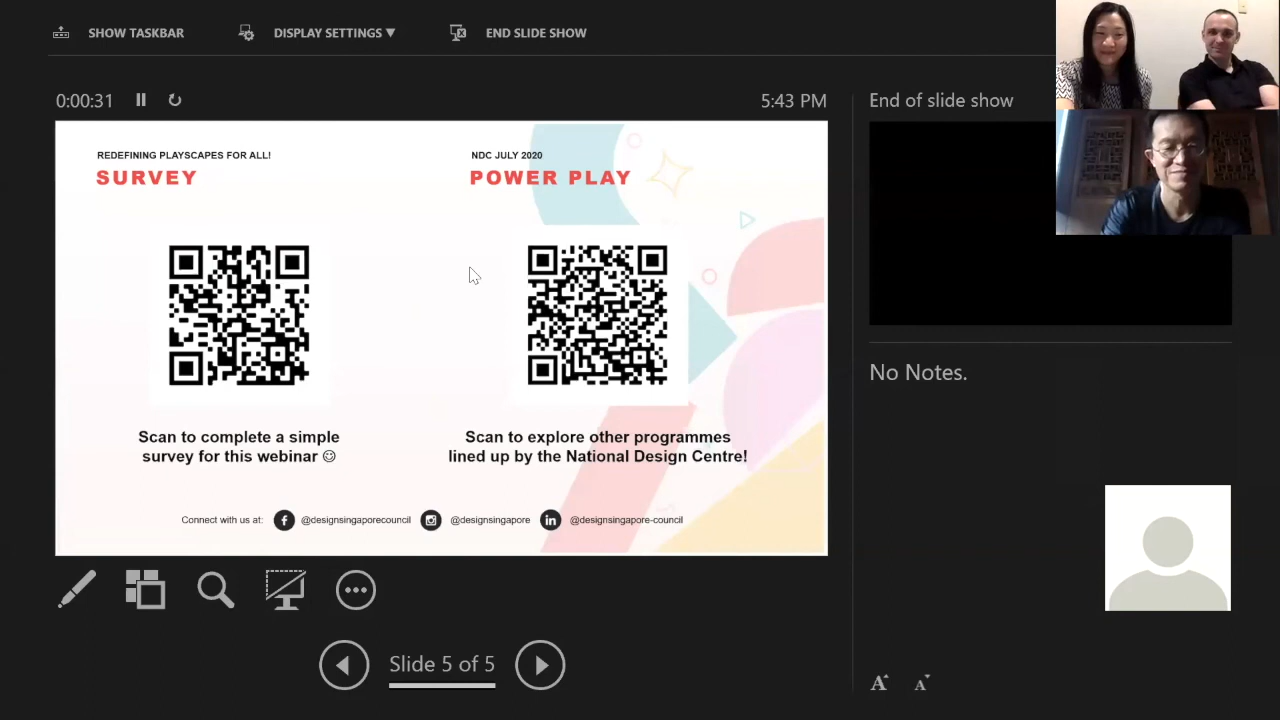 SHOW TASKBAR
DISPLAY SETTINGS ▼
END SLIDE SHOW
0:00:31
5:43 PM
End of slide show
REDEFINING PLAYSCAPES FOR ALL!
SURVEY
NDC JULY 2020
POWER PLAY
Scan to complete a simple
survey for this webinar ☺
Scan to explore other programmes
lined up by the National Design Centre!
Connect with us at:
@designsingaporecouncil
@designsingapore
in
@designsingapore-council
No Notes.
Slide 5 of 5
A
A